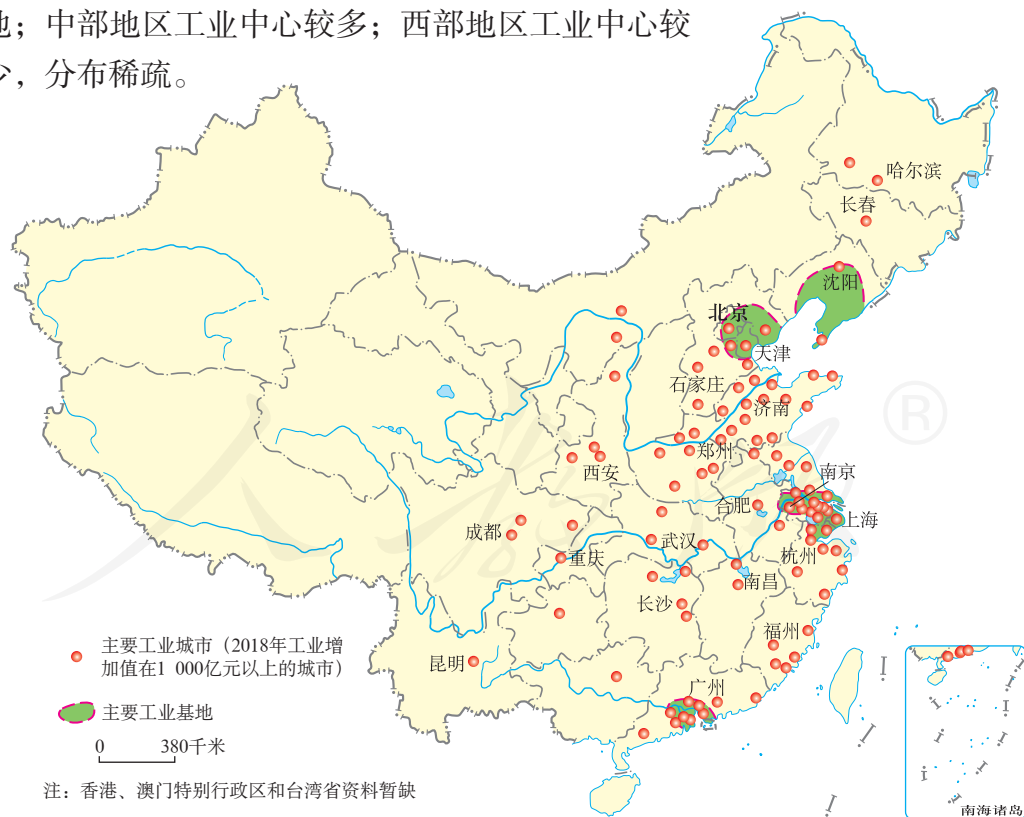 地；中部地区工业中心较多；西部地区工业中心较
少，分布稀疏。
哈尔滨
长春
沈阳
北京
天津
石家庄
济南
郑州
西安
南京
合肥
上海
成都
武汉
重庆
杭州
南昌
长沙
福州
昆明
广州
主要工业城市（2018年工业增
加值在1 000亿元以上的城市）
主要工业基地
0 380千米
注：香港、澳门特别行政区和台湾省资料暂缺
南海诸岛
®